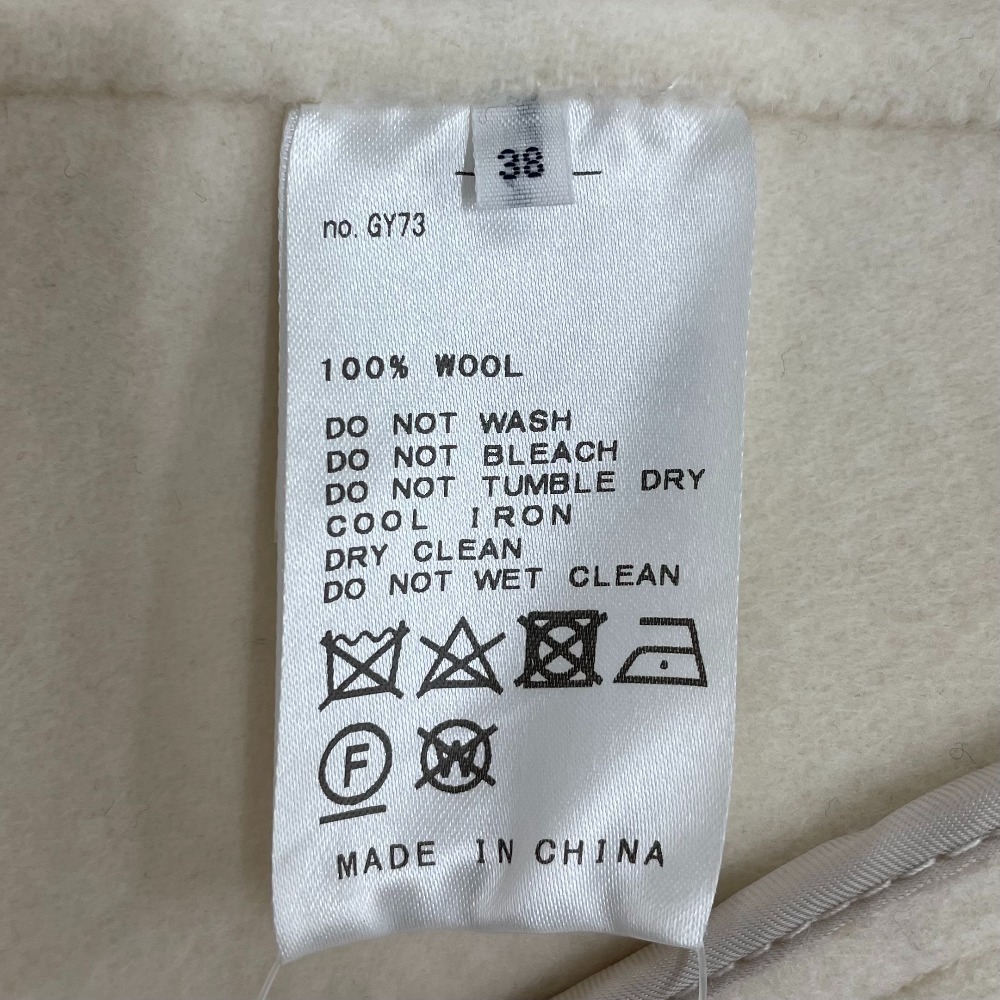 38
no. GY73
100% WOOL
DO NOT WASH
DO NOT BLEACH
DO NOT TUMBLE DRY
COOL IRON
DRY CLEAN
DO NOT WET CLEAN
F W
MADE IN CHINA